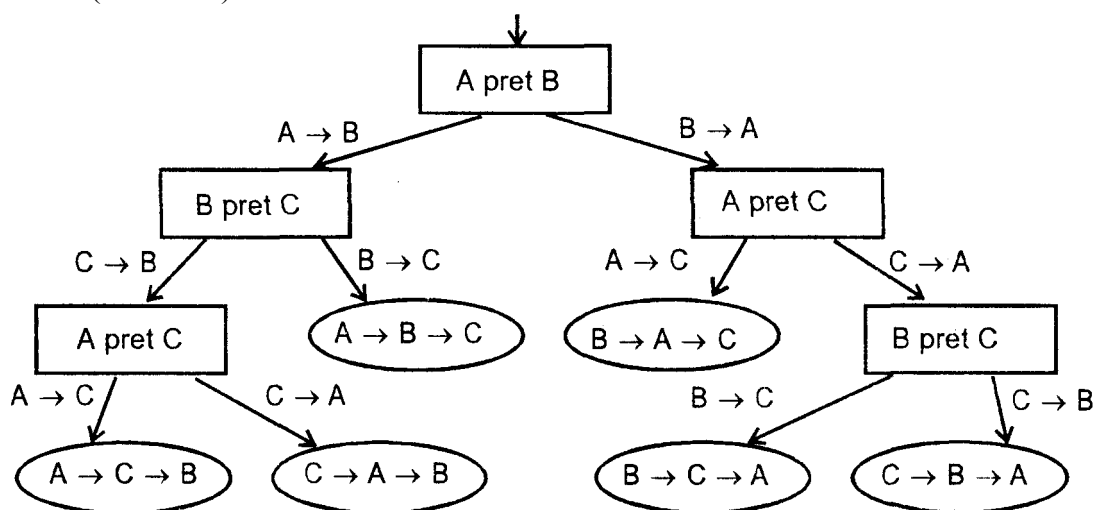 A pret B
A → B
B → A
B pret C
A pret C
C → B
B → C
A → C
C → A
A pret C
A → B → C
B → A → C
B pret C
A → C
C → A
B → C
C → B
A → C → B
C → A → B
B → C → A
C → B → A